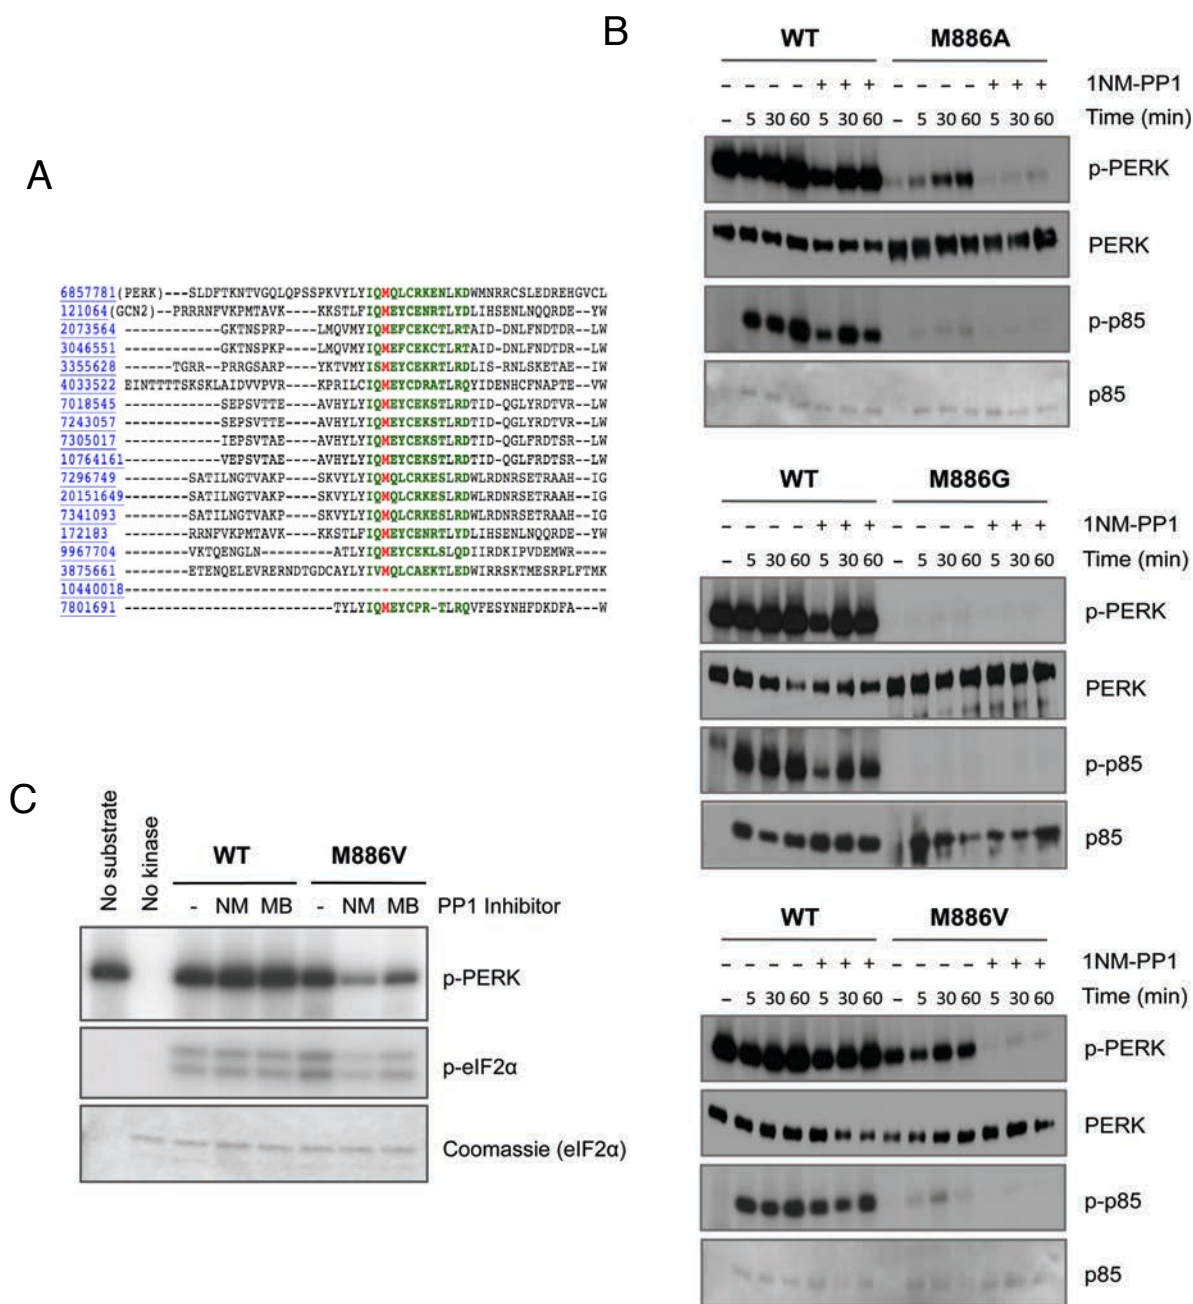 A
6857781(PERK)---SLDFTKNTVGQLQPSSPKVYLYIQMQLCRKENLKDWMNRRCSLEDREHGVCL
121064(GCN2)--PRRRNFVKPMTAVK----KKSTLFIQMEYCENRTLYDLIHSENLNQQRDE--YW
2073564------------GKTNSPRP----LMQVMYIQMEFCEKCTLRTAID-DNLFNDTDR--LW
3046551------------GKTNSPKP----LMQVMYIQMEFCEKCTLRTAID-DNLFNDTDR--LW
3355628------TGRR--PRRGSARP----YKTVMYISMEYCEKRTLRDLIS-RNLSKETAE--IW
4033522 EINTTTTSKSKLAIDVVPVR----KPRILCIQMEYCDRATLRQYIDENHCFNAPTE--VW
7018545------------SEPSVTTE----AVHYLYIQMEYCEKSTLRDTID-QGLYRDTVR--LW
7243057------------SEPSVTTE----AVHYLYIQMEYCEKSTLRDTID-QGLYRDTVR--LW
7305017------------IEPSVTAE----AVHYLYIQMEYCEKSTLRDTID-QGLFRDTSR--LW
10764161------------VEPSVTAE----AVHYLYIQMEYCEKSTLRDTID-QGLFRDTSR--LW
7296749--------SATILNGTVAKP----SKVYLYIQMQLCRKESLRDWLRDNRSETRAAH--IG
20151649--------SATILNGTVAKP----SKVYLYIQMQLCRKESLRDWLRDNRSETRAAH--IG
7341093--------SATILNGTVAKP----SKVYLYIQMQLCRKESLRDWLRDNRSETRAAH--IG
172183--------RRNFVKPMTAVK----KKSTLFIQMEYCENRTLYDLIHSENLNQQRDE--YW
9967704--------VKTQENGLN---------ATLYIQMEYCEKLSLQDIIRDKIPVDEMWR----
3875661--------ETENQELEVRERNDTGDCAYLYIVMQLCAEKTLEDWIRRSKTMESRPLFTMK
10440018------------------------------------------------------------
7801691--------------------------TYLYIQMEYCPR-TLRQVFESYNHFDKDFA---W
B
WT M886A
- - - - + + + - - - - + + + 1NM-PP1
- 5 30 60 5 30 60 - 5 30 60 5 30 60 Time (min)
p-PERK
PERK
p-p85
p85
WT M886G
- - - - + + + - - - - + + + 1NM-PP1
- 5 30 60 5 30 60 - 5 30 60 5 30 60 Time (min)
p-PERK
PERK
p-p85
p85
WT M886V
- - - - + + + - - - - + + + 1NM-PP1
- 5 30 60 5 30 60 - 5 30 60 5 30 60 Time (min)
p-PERK
PERK
p-p85
p85
C
No substrate
No kinase
WT M886V
- NM MB - NM MB PP1 Inhibitor
p-PERK
p-eIF2α
Coomassie (eIF2α)